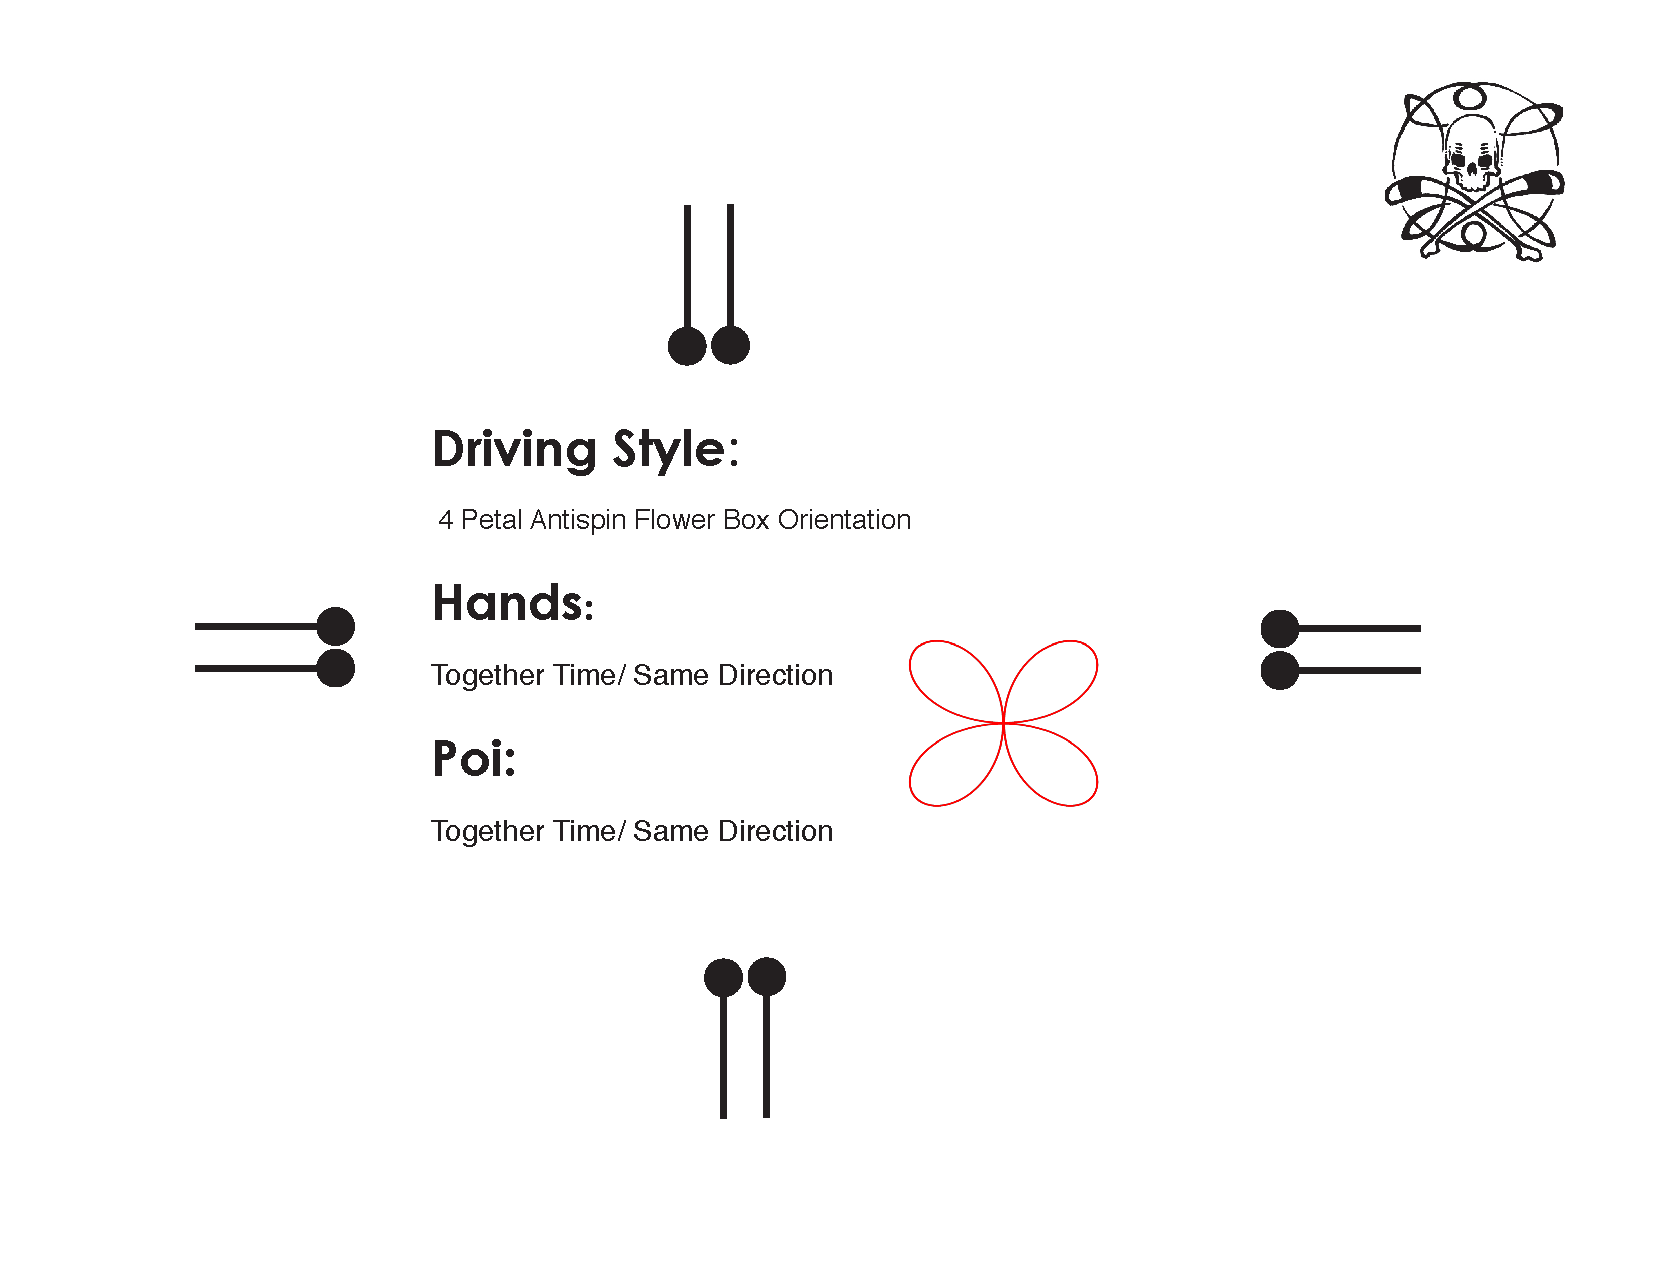 Driving Style:
4 Petal Antispin Flower Box Orientation
Hands:
Together Time/ Same Direction
Poi:
Together Time/ Same Direction